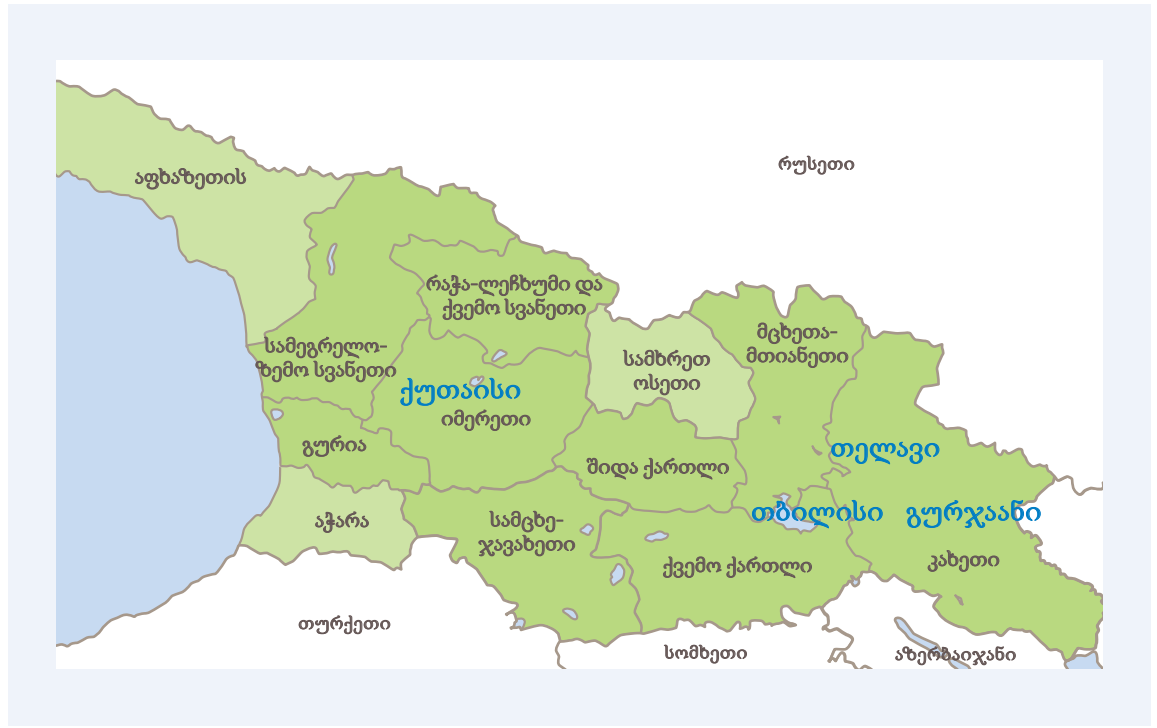 რუსეთი
აფხაზეთის
რაჭა-ლეჩხუმი და
ქვემო სვანეთი
მცხეთა-
მთიანეთი
სამეგრელო-
ზემო სვანეთი
სამხრეთ
ოსეთი
ქუთაისი
იმერეთი
გურია
თელავი
შიდა ქართლი
აჭარა
სამცხე-
ჯავახეთი
თბილისი
გურჯაანი
ქვემო ქართლი
კახეთი
თურქეთი
სომხეთი
აზერბაიჯანი